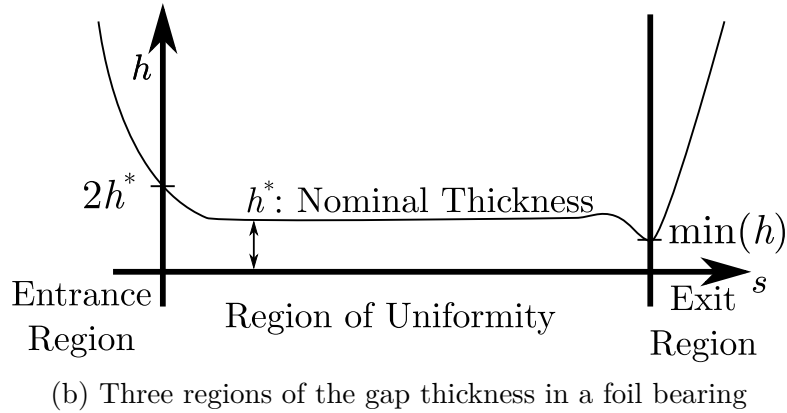 h
2h*
h*: Nominal Thickness
min(h)
s
Entrance
Region
Region of Uniformity
Exit
Region
(b) Three regions of the gap thickness in a foil bearing